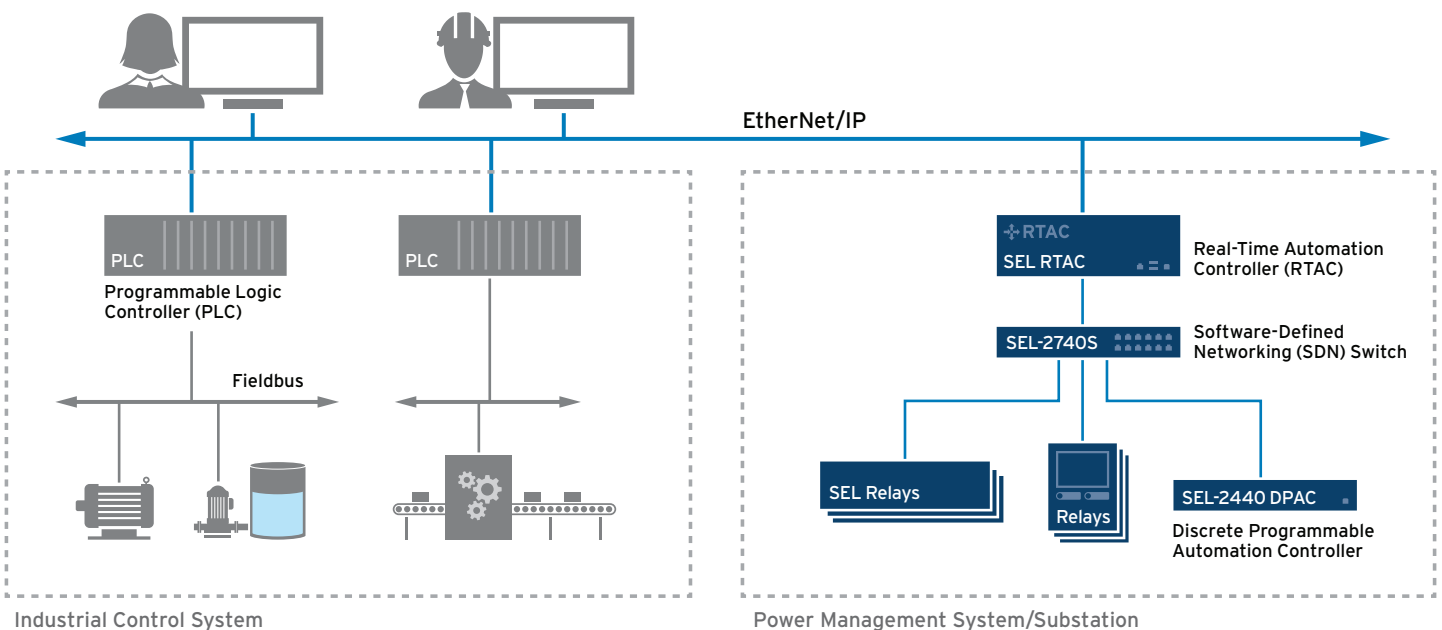 EtherNet/IP
PLC
Programmable Logic
Controller (PLC)
Fieldbus
PLC
Industrial Control System
RTAC
SEL RTAC
Real-Time Automation
Controller (RTAC)
SEL-2740S
Software-Defined
Networking (SDN) Switch
SEL Relays
Relays
SEL-2440 DPAC
Discrete Programmable
Automation Controller
Power Management System/Substation